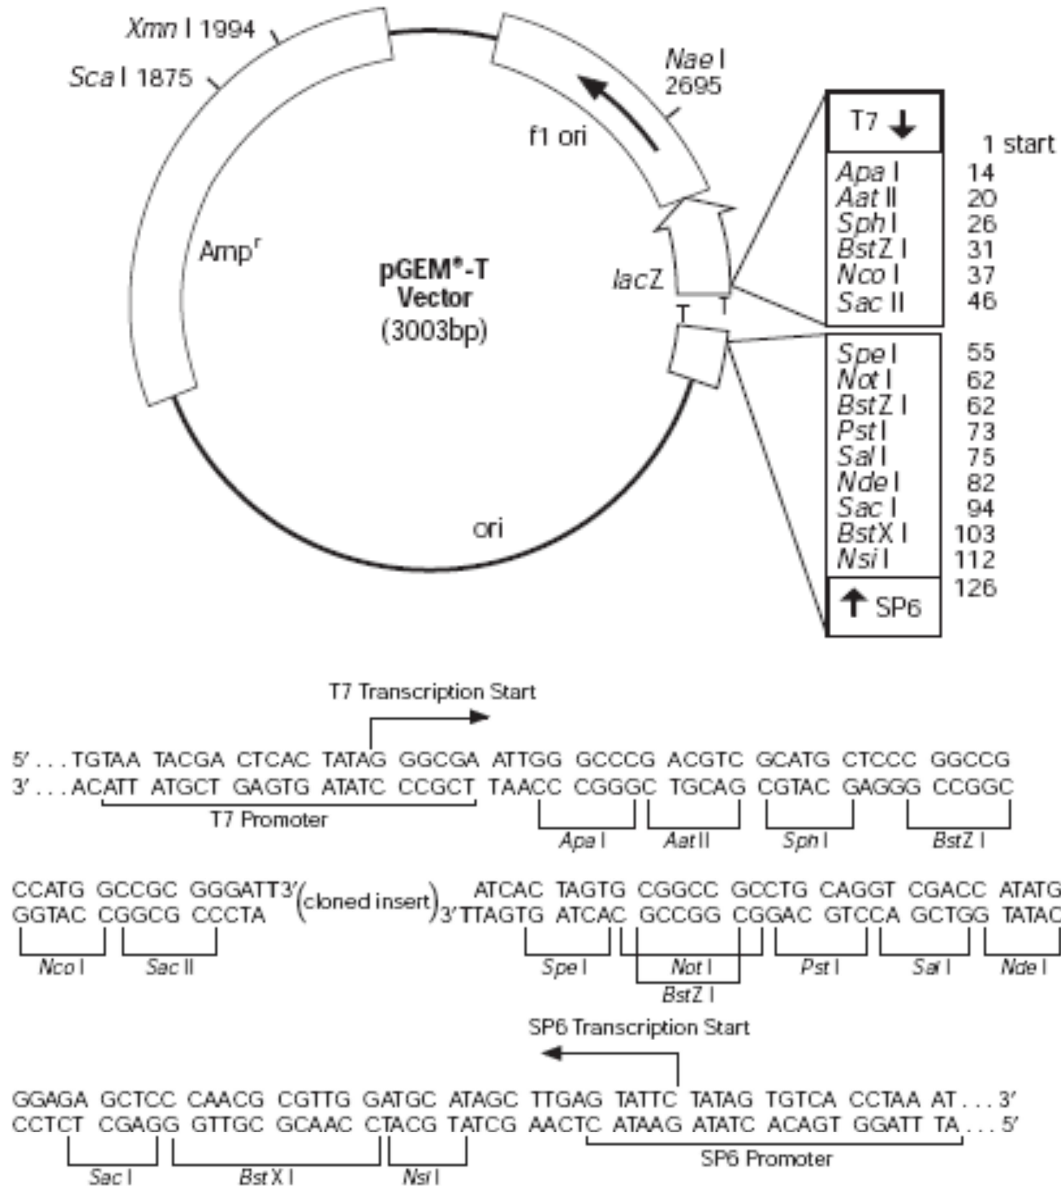 Xmn I 1994
Sca I 1875
Nae I
2695
f1 ori
Ampʳ
pGEM®-T
Vector
(3003bp)
lacZ
T T
ori
T7 ↓
1 start
Apa I 14
Aat II 20
Sph I 26
BstZ I 31
Nco I 37
Sac II 46
Spe I 55
Not I 62
BstZ I 62
Pst I 73
Sal I 75
Nde I 82
Sac I 94
BstX I 103
Nsi I 112
126
↑ SP6
T7 Transcription Start
5′ . . . TGTAA TACGA CTCAC TATAG GGCGA ATTGG GCCCG ACGTC GCATG CTCCC GGCCG
3′ . . . ACATT ATGCT GAGTG ATATC CCGCT TAACC CGGGC TGCAG CGTAC GAGGG CCGGC
T7 Promoter
Apa I Aat II Sph I BstZ I
CCATG GCCGC GGGATT3′ (cloned insert) ATCAC TAGTG CGGCC GCCTG CAGGT CGACC ATATG
GGTAC CGGCG CCCTA 3′TTAGTG ATCAC GCCGG CGGAC GTCCA GCTGG TATAC
Nco I Sac II Spe I Not I Pst I Sal I Nde I
BstZ I
SP6 Transcription Start
GGAGA GCTCC CAACG CGTTG GATGC ATAGC TTGAG TATTC TATAG TGTCA CCTAA AT . . . 3′
CCTCT CGAGG GTTGC GCAAC CTACG TATCG AACTC ATAAG ATATC ACAGT GGATT TA . . . 5′
Sac I BstX I Nsi I SP6 Promoter